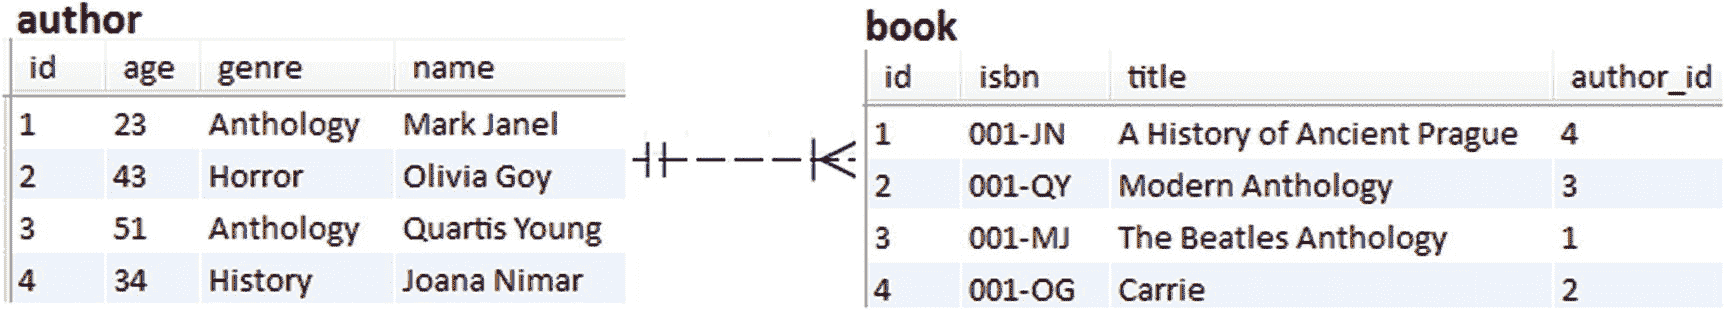 author
id age genre name
1 23 Anthology Mark Janel
2 43 Horror Olivia Goy
3 51 Anthology Quartis Young
4 34 History Joana Nimar
book
id isbn title author_id
1 001-JN A History of Ancient Prague 4
2 001-QY Modern Anthology 3
3 001-MJ The Beatles Anthology 1
4 001-OG Carrie 2